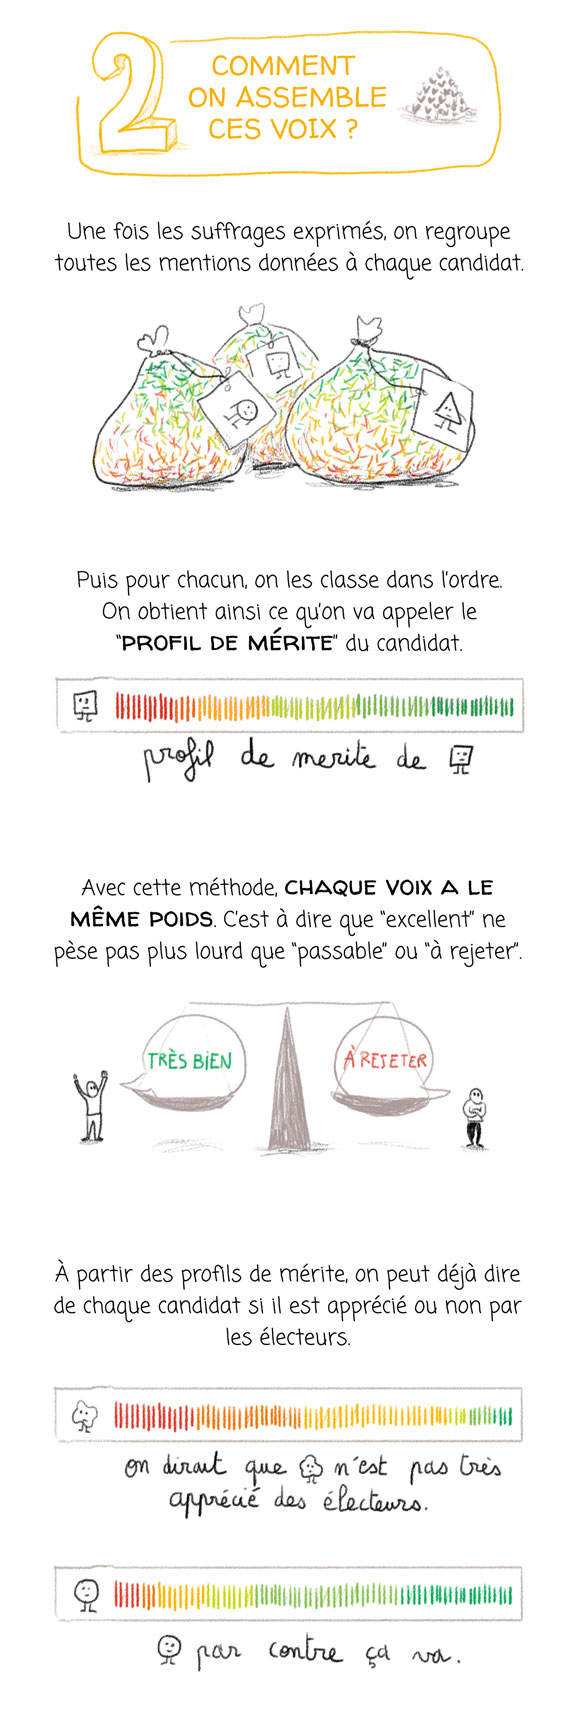 2
COMMENT
ON ASSEMBLE
CES VOIX ?
Une fois les suffrages exprimés, on regroupe
toutes les mentions données à chaque candidat.
Puis pour chacun, on les classe dans l'ordre.
On obtient ainsi ce qu'on va appeler le
"PROFIL DE MÉRITE" du candidat.
profil de merite de
Avec cette méthode, CHAQUE VOIX A LE
MÊME POIDS. C'est à dire que "excellent" ne
pèse pas plus lourd que "passable" ou "à rejeter".
TRÈS BIEN
À REJETER
À partir des profils de mérite, on peut déjà dire
de chaque candidat si il est apprécié ou non par
les électeurs.
on dirait que n'est pas très
apprécié des électeurs.
par contre ça va.